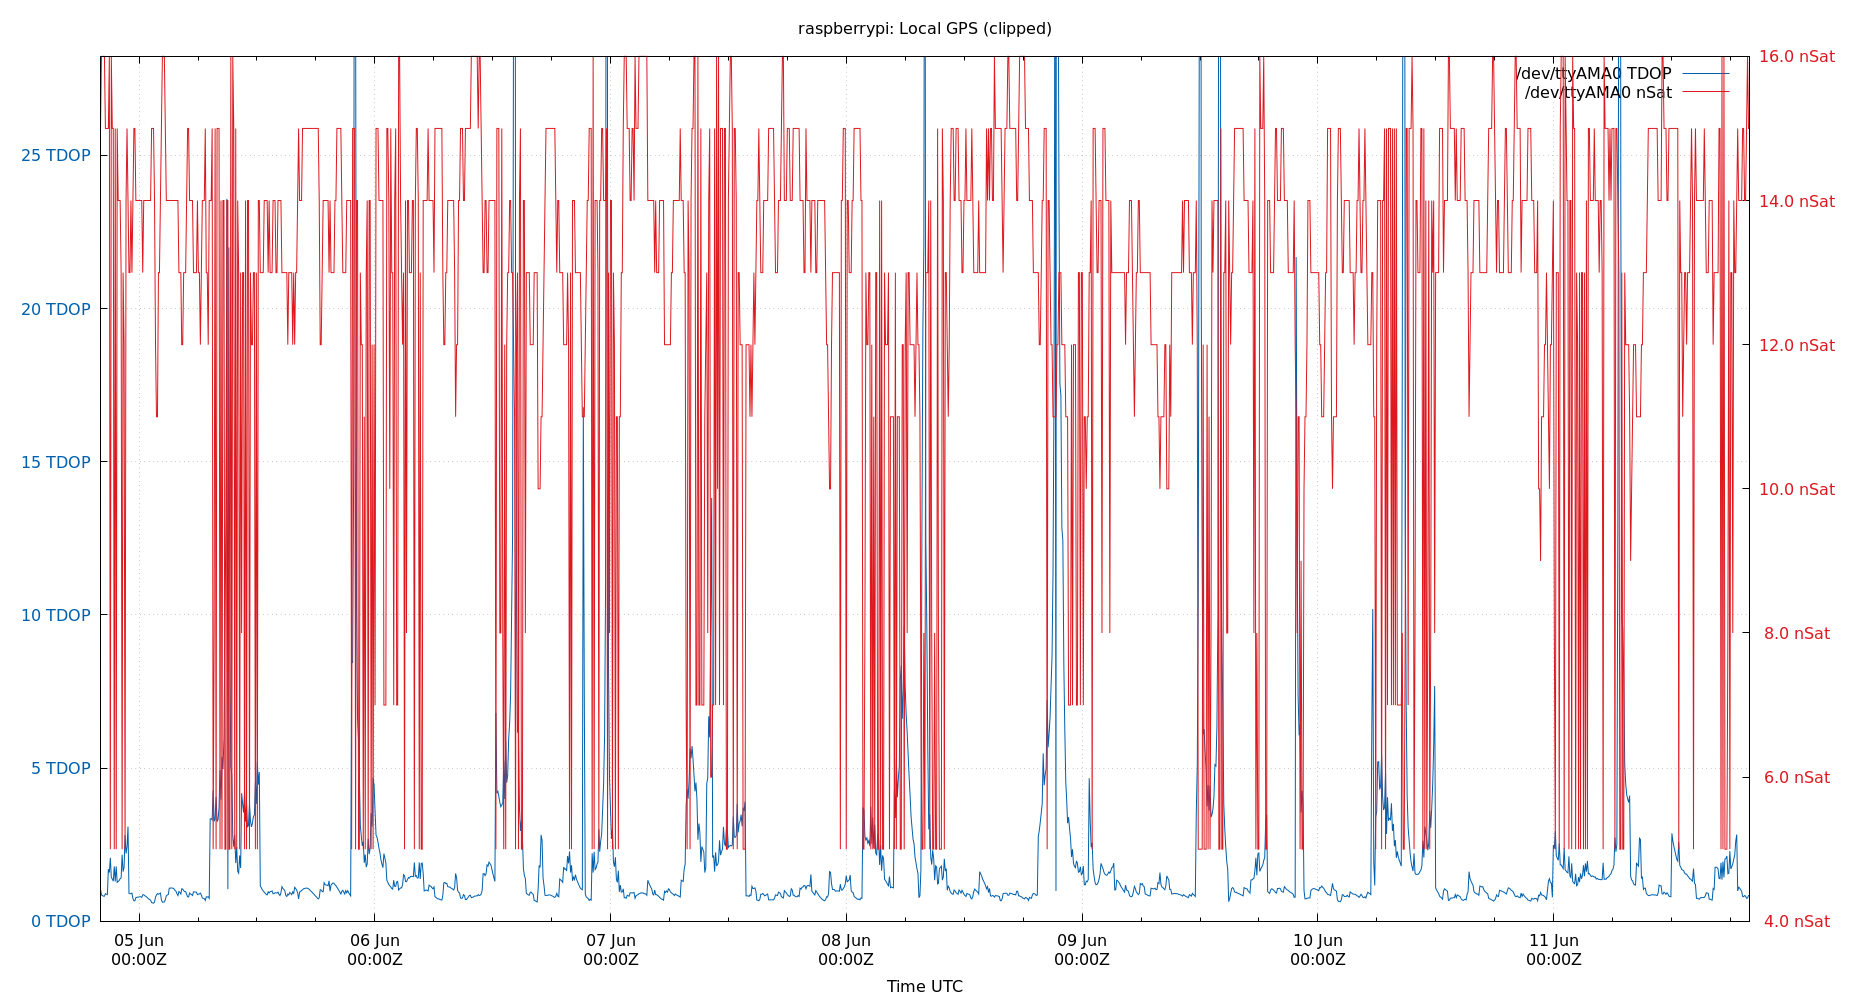 raspberrypi: Local GPS (clipped)
/dev/ttyAMA0 TDOP
/dev/ttyAMA0 nSat
25 TDOP
20 TDOP
15 TDOP
10 TDOP
5 TDOP
0 TDOP
16.0 nSat
14.0 nSat
12.0 nSat
10.0 nSat
8.0 nSat
6.0 nSat
4.0 nSat
05 Jun
00:00Z
06 Jun
00:00Z
07 Jun
00:00Z
08 Jun
00:00Z
09 Jun
00:00Z
10 Jun
00:00Z
11 Jun
00:00Z
Time UTC